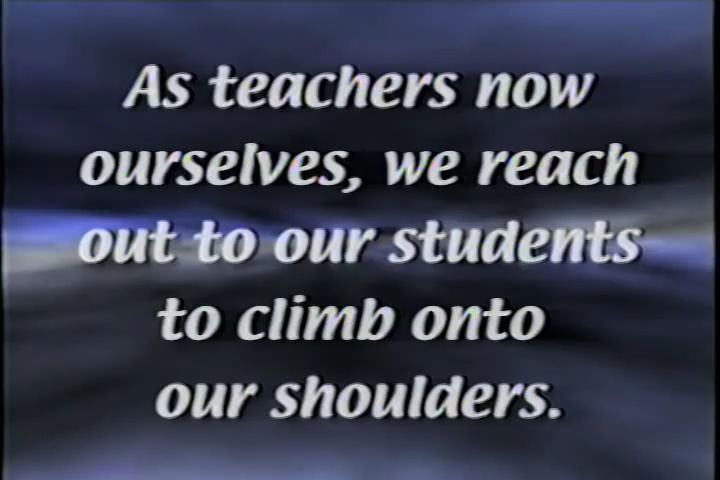 As teachers now
ourselves, we reach
out to our students
to climb onto
our shoulders.